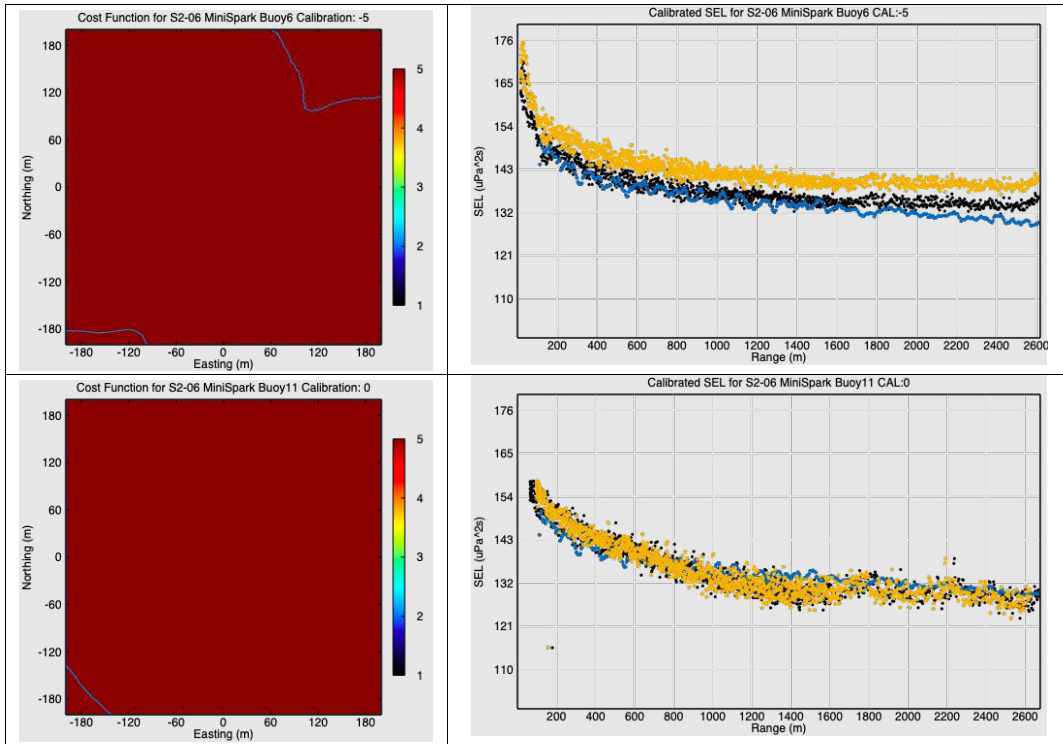 Cost Function for S2-06 MiniSpark Buoy6 Calibration: -5
180
120
60
0
-60
-120
-180
Northing (m)
-180 -120 -60 0 60 120 180
Easting (m)
5
4
3
2
1
Calibrated SEL for S2-06 MiniSpark Buoy6 CAL:-5
176
165
154
143
132
121
110
SEL (uPa^2s)
200 400 600 800 1000 1200 1400 1600 1800 2000 2200 2400 2600
Range (m)
Cost Function for S2-06 MiniSpark Buoy11 Calibration: 0
180
120
60
0
-60
-120
-180
Northing (m)
-180 -120 -60 0 60 120 180
Easting (m)
5
4
3
2
1
Calibrated SEL for S2-06 MiniSpark Buoy11 CAL:0
176
165
154
143
132
121
110
SEL (uPa^2s)
200 400 600 800 1000 1200 1400 1600 1800 2000 2200 2400 2600
Range (m)